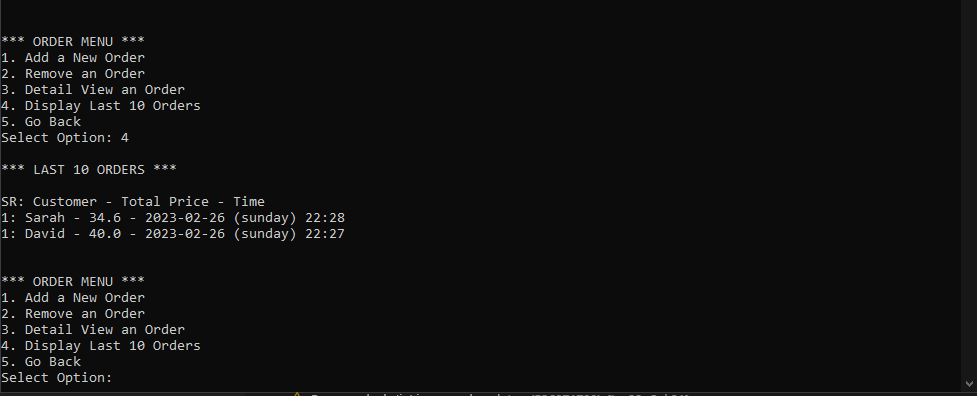 *** ORDER MENU ***
1. Add a New Order
2. Remove an Order
3. Detail View an Order
4. Display Last 10 Orders
5. Go Back
Select Option: 4
*** LAST 10 ORDERS ***
SR: Customer - Total Price - Time
1: Sarah - 34.6 - 2023-02-26 (sunday) 22:28
1: David - 40.0 - 2023-02-26 (sunday) 22:27
*** ORDER MENU ***
1. Add a New Order
2. Remove an Order
3. Detail View an Order
4. Display Last 10 Orders
5. Go Back
Select Option: